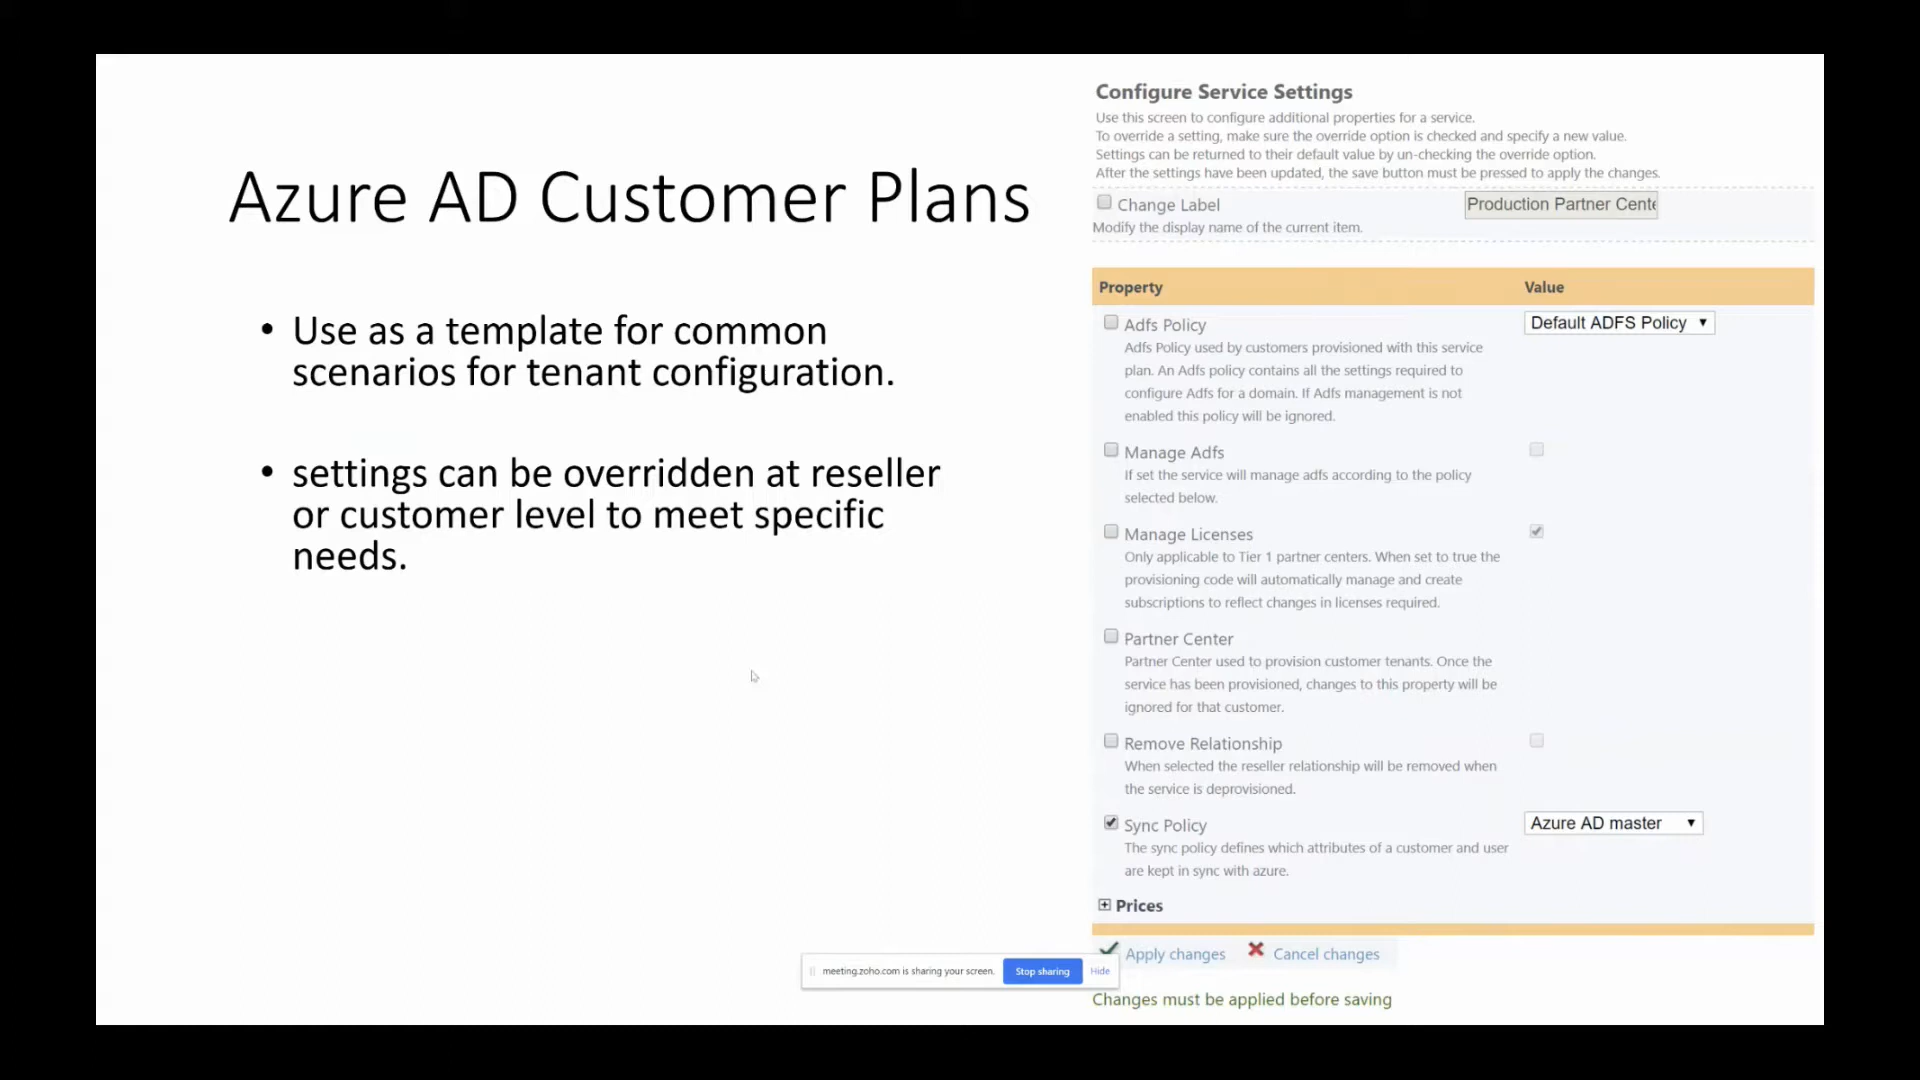 Azure AD Customer Plans
• Use as a template for common
scenarios for tenant configuration.
• settings can be overridden at reseller
or customer level to meet specific
needs.
Configure Service Settings
Use this screen to configure additional properties for a service.
To override a setting, make sure the override option is checked and specify a new value.
Settings can be returned to their default value by un-checking the override option.
After the settings have been updated, the save button must be pressed to apply the changes.
Change Label Production Partner Cente
Modify the display name of the current item.
Property Value
Adfs Policy Default ADFS Policy
Adfs Policy used by customers provisioned with this service
plan. An Adfs policy contains all the settings required to
configure Adfs for a domain. If Adfs management is not
enabled this policy will be ignored.
Manage Adfs
If set the service will manage adfs according to the policy
selected below.
Manage Licenses
Only applicable to Tier 1 partner centers. When set to true the
provisioning code will automatically manage and create
subscriptions to reflect changes in licenses required.
Partner Center
Partner Center used to provision customer tenants. Once the
service has been provisioned, changes to this property will be
ignored for that customer.
Remove Relationship
When selected the reseller relationship will be removed when
the service is deprovisioned.
Sync Policy Azure AD master
The sync policy defines which attributes of a customer and user
are kept in sync with azure.
Prices
Apply changes Cancel changes
meeting.zoho.com is sharing your screen. Stop sharing Hide
Changes must be applied before saving